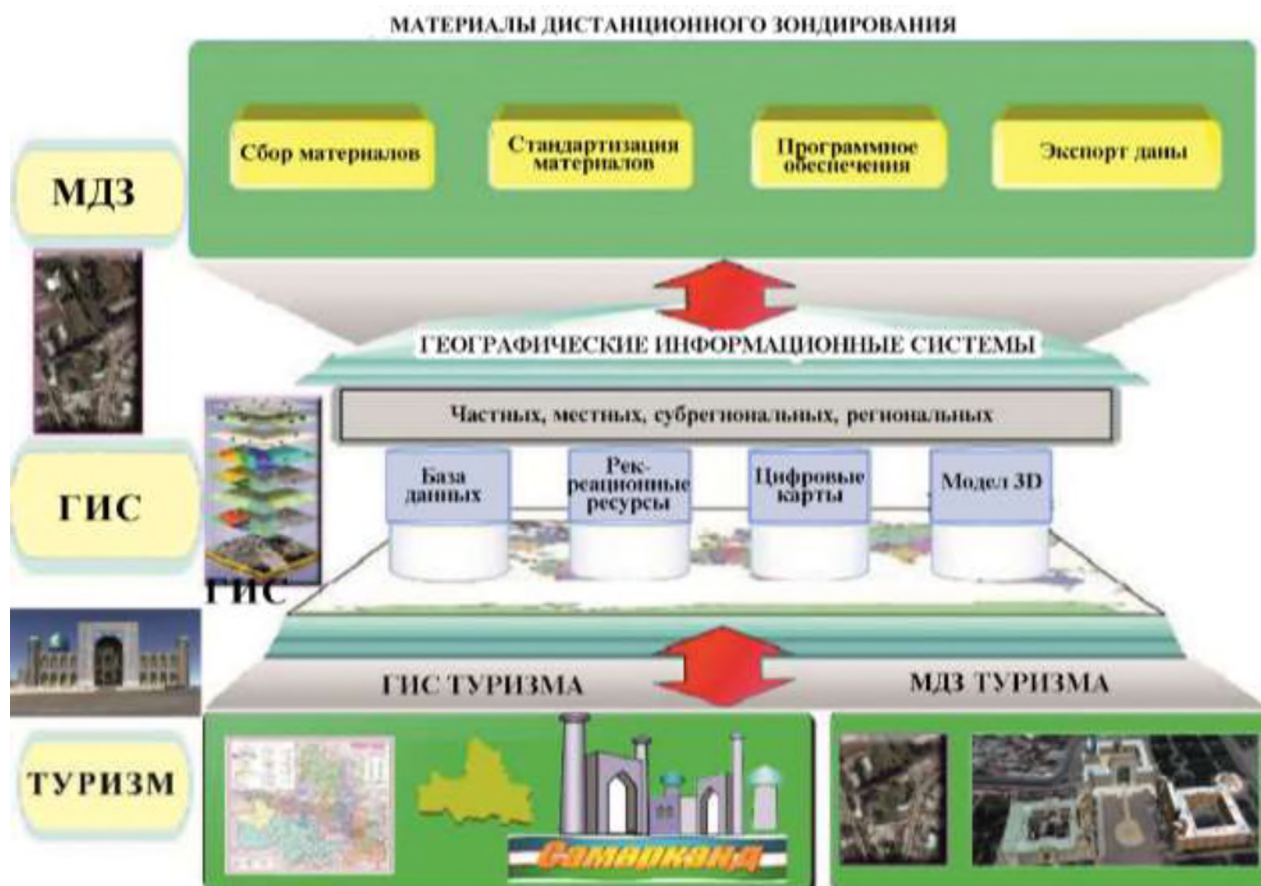 МАТЕРИАЛЫ ДИСТАНЦИОННОГО ЗОНДИРОВАНИЯ
МДЗ
Сбор материалов
Стандартизация
материалов
Программное
обеспечения
Экспорт даны
ГЕОГРАФИЧЕСКИЕ ИНФОРМАЦИОННЫЕ СИСТЕМЫ
Частных, местных, субрегиональных, региональных
ГИС
ГИС
База
данных
Рек-
реационные
ресурсы
Цифровые
карты
Модел 3D
ГИС ТУРИЗМА
МДЗ ТУРИЗМА
ТУРИЗМ
Самарканд